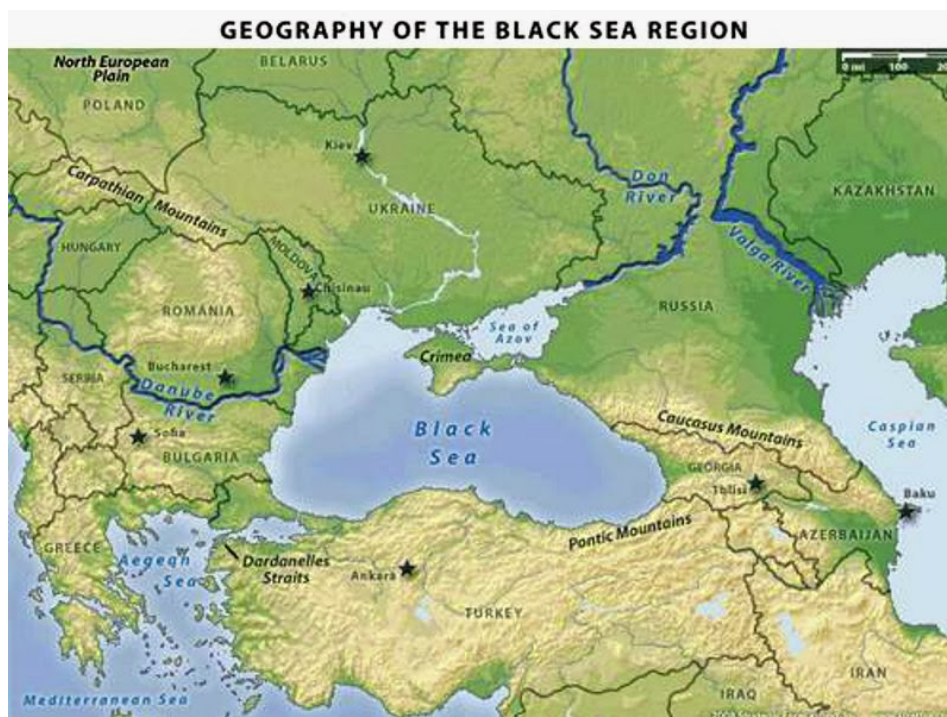 GEOGRAPHY OF THE BLACK SEA REGION
North European
Plain
BELARUS
POLAND
0 (mi) 100
Kiev
Don
River
KAZAKHSTAN
Carpathian Mountains
UKRAINE
HUNGARY
MOLDOVA
Volga River
Chisinau
ROMANIA
RUSSIA
Sea of
Azov
Crimea
Bucharest
SERBIA
Danube
River
Caucasus Mountains
Caspian
Sea
Black
Sea
Sofia
BULGARIA
GEORGIA
Tbilisi
Baku
Pontic Mountains
AZERBAIJAN
GREECE
Aegean
Sea
Dardanelles
Straits
Ankara
TURKEY
IRAN
IRAQ
Mediterranean Sea